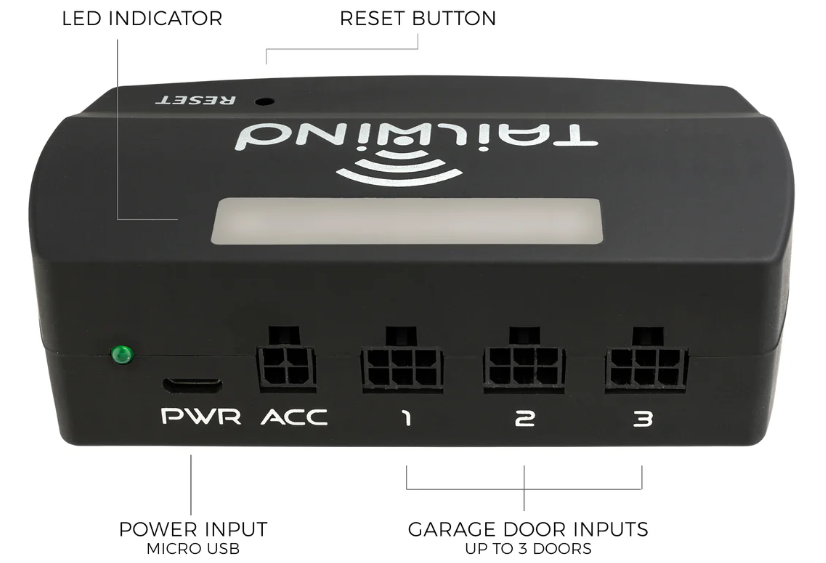 LED INDICATOR
RESET BUTTON
RESET
TAILWIND
PWR ACC 1 2 3
POWER INPUT
MICRO USB
GARAGE DOOR INPUTS
UP TO 3 DOORS